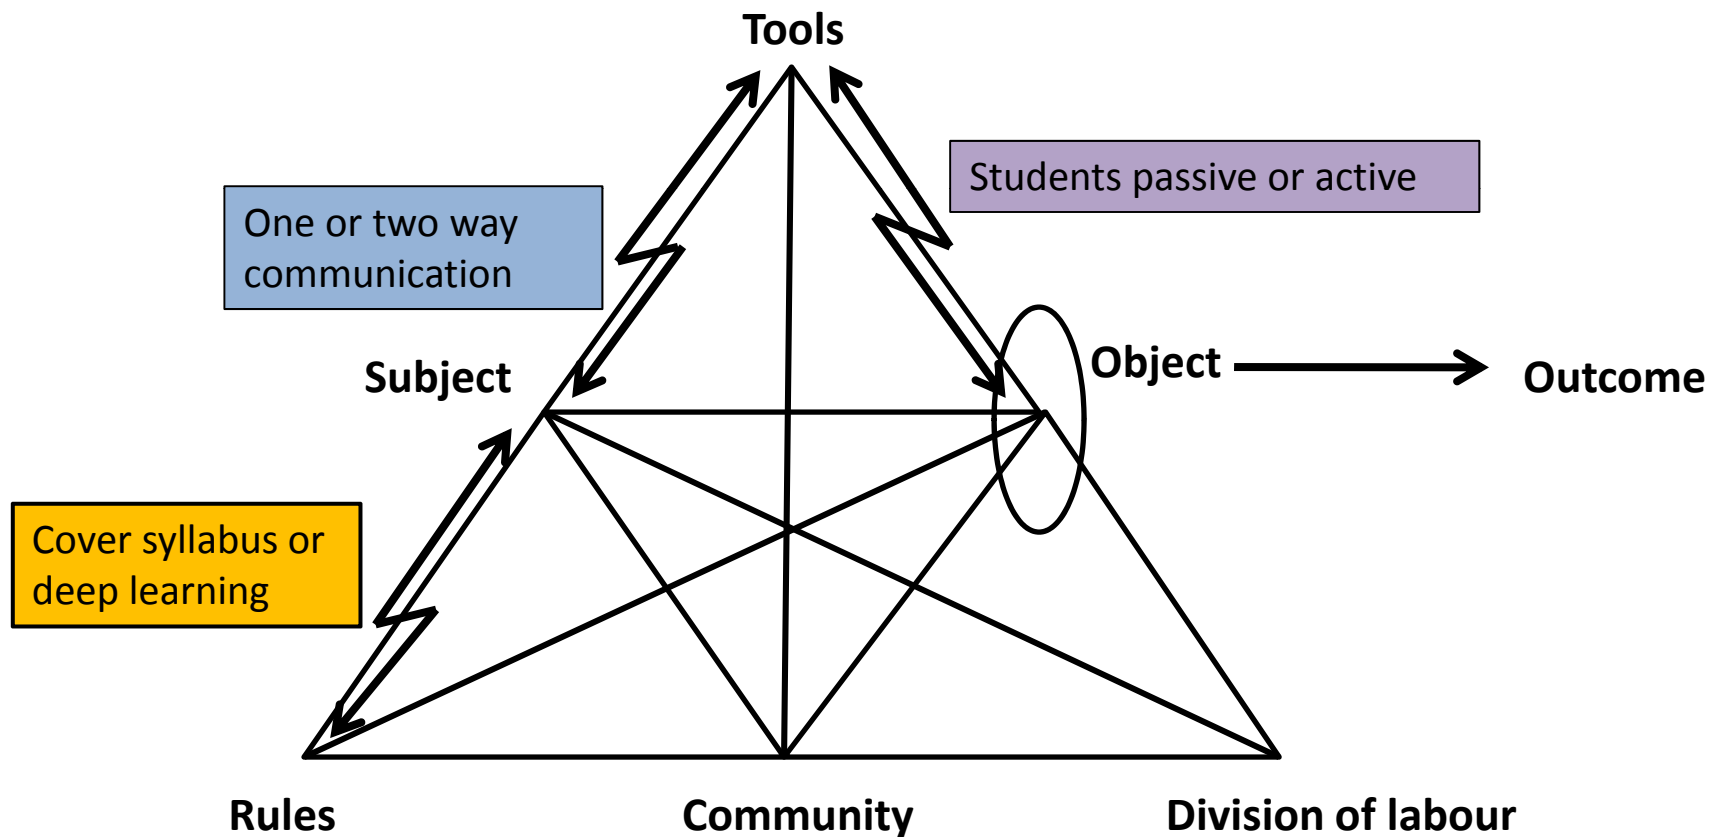 Tools
Students passive or active
One or two way
communication
Subject
Object
Outcome
Cover syllabus or
deep learning
Rules
Community
Division of labour